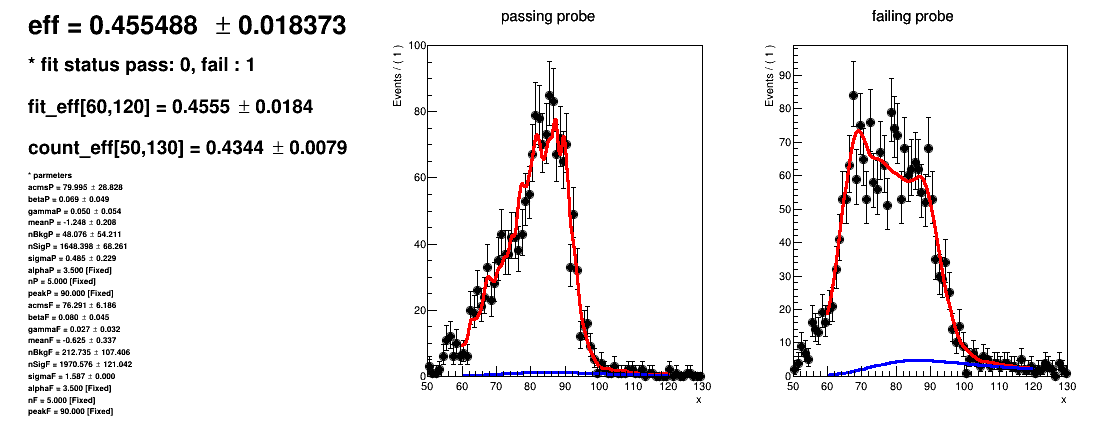 eff = 0.455488 ± 0.018373
* fit status pass: 0, fail : 1
fit_eff[60,120] = 0.4555 ± 0.0184
count_eff[50,130] = 0.4344 ± 0.0079
* parmeters
acmsP = 79.995 ± 26.828
betaP = 0.069 ± 0.049
gammaP = 0.050 ± 0.054
meanP = -1.248 ± 0.208
nBkgP = 48.076 ± 54.211
nSigP = 1648.398 ± 68.261
sigmaP = 0.485 ± 0.229
alphaP = 3.500 [Fixed]
nP = 5.000 [Fixed]
peakP = 90.000 [Fixed]
acmsF = 76.291 ± 6.186
betaF = 0.080 ± 0.045
gammaF = 0.027 ± 0.032
meanF = -0.625 ± 0.337
nBkgF = 212.735 ± 107.406
nSigF = 1970.576 ± 121.042
sigmaF = 1.587 ± 0.000
alphaF = 3.500 [Fixed]
nF = 5.000 [Fixed]
peakF = 90.000 [Fixed]
passing probe
Events / ( 1 )
100
80
60
40
20
0
50 60 70 80 90 100 110 120 130
x
failing probe
Events / ( 1 )
90
80
70
60
50
40
30
20
10
0
50 60 70 80 90 100 110 120 130
x